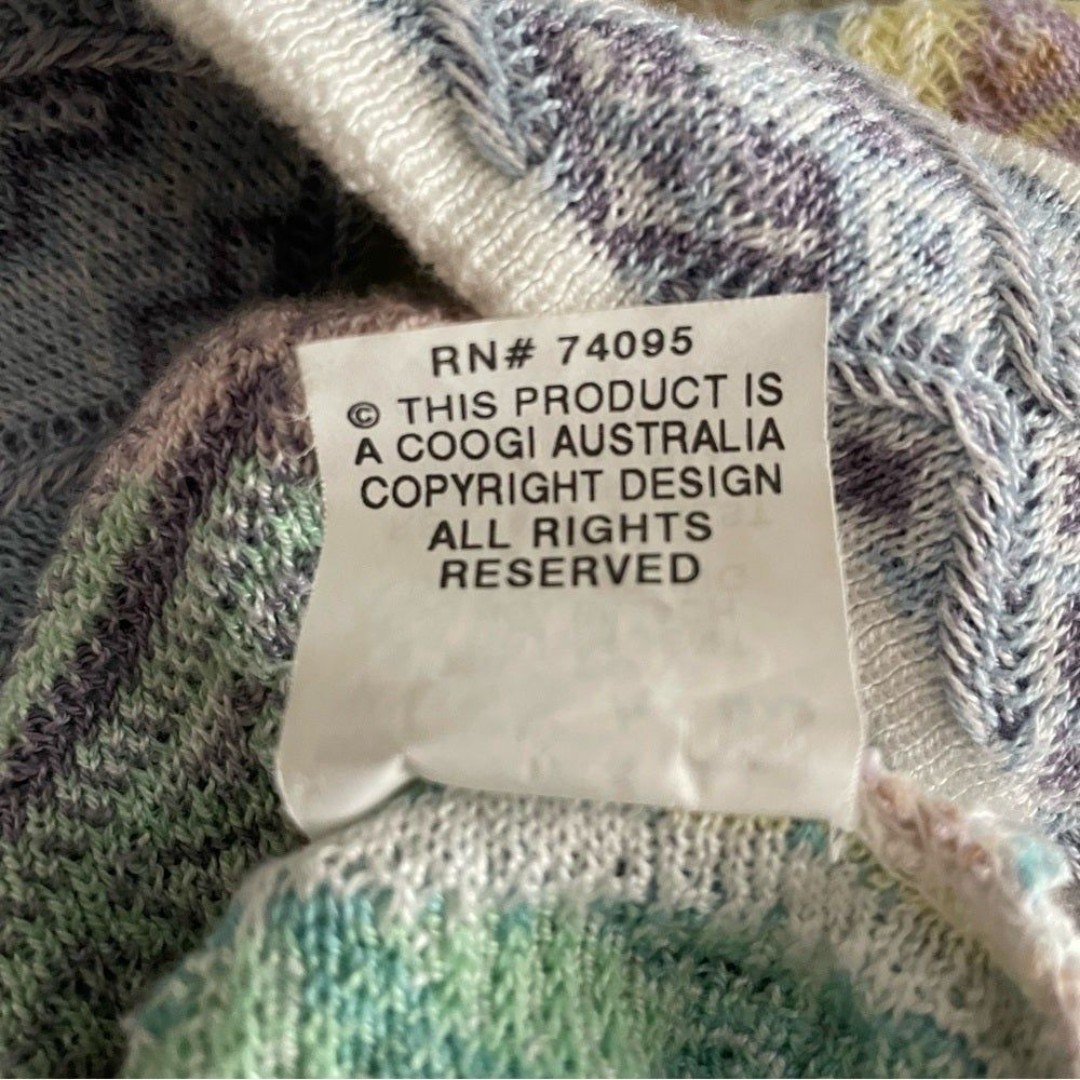 RN# 74095
© THIS PRODUCT IS
A COOGI AUSTRALIA
COPYRIGHT DESIGN
ALL RIGHTS
RESERVED